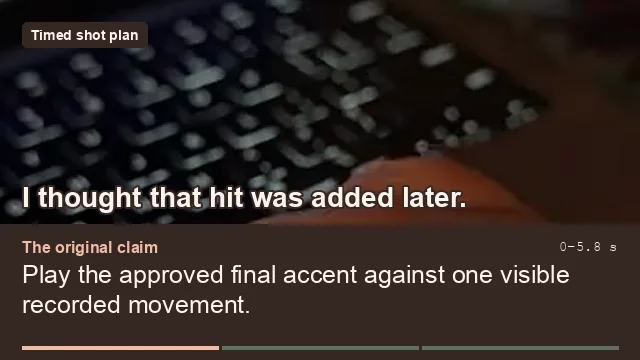 Timed shot plan
I thought that hit was added later.
The original claim
0–5.8 s
Play the approved final accent against one visible
recorded movement.